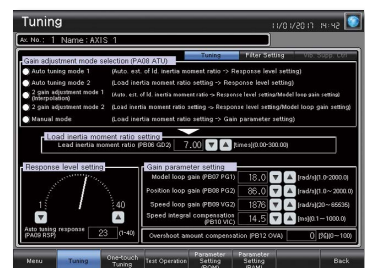 Tuning 11/01/2017 14:42
Ax. No.: 1 Name : AXIS 1
Tuning Filter Setting Vib. Supp. Ctrl
Gain adjustment mode selection (PA08 ATU)
Auto tuning mode 1 (Auto. est. of ld. inertia moment ratio -> Response level setting)
Auto tuning mode 2 (Load inertia moment ratio setting -> Response level setting)
2 gain adjustment mode 1 (Interpolation) (Auto. est. of ld. inertia moment ratio setting -> Response level setting/Model loop gain setting)
2 gain adjustment mode 2 (Load inertia moment ratio setting -> Response level setting/Model loop gain setting)
Manual mode (Load inertia moment ratio setting -> Gain parameter setting)
Load inertia moment ratio setting
Load inertia moment ratio (PB06 GD2) 7.00 [times](0.00-300.00)
Response level setting
1 40
Auto tuning response (PA09 RSP) 23 (1-40)
Gain parameter setting
Model loop gain (PB07 PG1) 18.0 [rad/s](1.0-2000.0)
Position loop gain (PB08 PG2) 86.0 [rad/s](1.0-2000.0)
Speed loop gain (PB09 VG2) 1876 [rad/s](20-65535)
Speed integral compensation (PB10 VIC) 14.5 [ms](0.1-1000.0)
Overshoot amount compensation (PB12 OVA) 0 [%](0-100)
Menu Tuning One-touch Tuning Test Operation Parameter Setting Parameter Setting Back